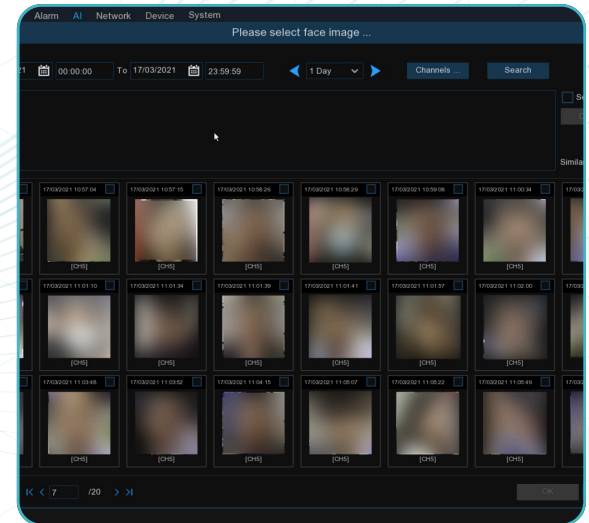 Alarm AI Network Device System
Please select face image ...
21 00:00:00 To 17/03/2021 23:59:59 1 Day Channels ... Search
Simila
17/03/2021 10:57:04 17/03/2021 10:57:15 17/03/2021 10:58:26 17/03/2021 10:58:29 17/03/2021 10:59:08 17/03/2021 11:00:34
[CH5] [CH5] [CH5] [CH5] [CH5] [CH5]
17/03/2021 11:01:10 17/03/2021 11:01:34 17/03/2021 11:01:39 17/03/2021 11:01:41 17/03/2021 11:01:57 17/03/2021 11:02:00
[CH5] [CH5] [CH5] [CH5] [CH5] [CH5]
17/03/2021 11:03:48 17/03/2021 11:03:52 17/03/2021 11:04:15 17/03/2021 11:05:07 17/03/2021 11:05:22 17/03/2021 11:05:49
[CH5] [CH5] [CH5] [CH5] [CH5] [CH5]
7 /20 OK